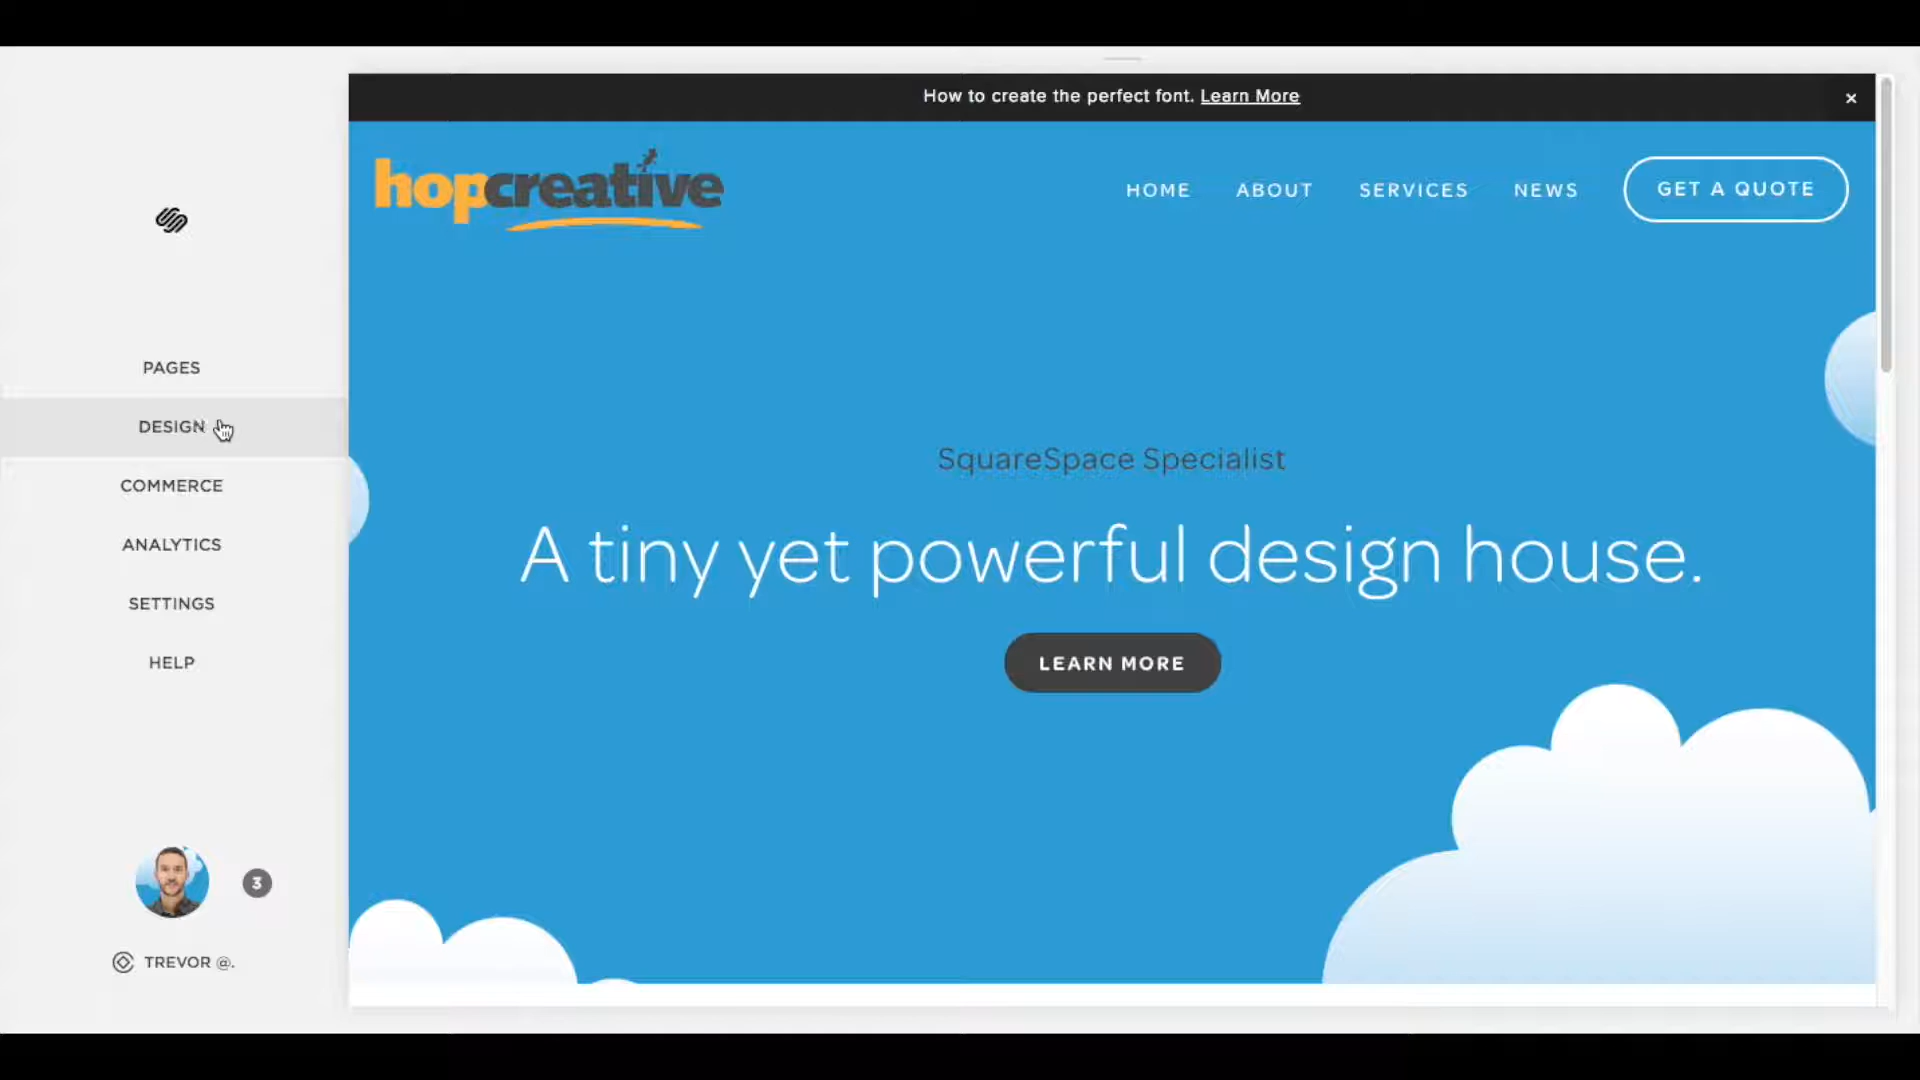 How to create the perfect font. Learn More
×
hopcreative
HOME ABOUT SERVICES NEWS GET A QUOTE
PAGES
DESIGN
COMMERCE
ANALYTICS
SETTINGS
HELP
SquareSpace Specialist
A tiny yet powerful design house.
LEARN MORE
3
TREVOR @.